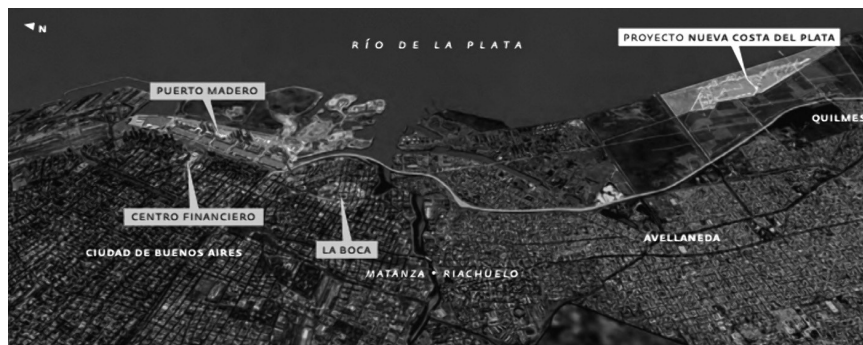 N
RÍO DE LA PLATA
PROYECTO NUEVA COSTA DEL PLATA
PUERTO MADERO
QUILMES
CENTRO FINANCIERO
AVELLANEDA
CIUDAD DE BUENOS AIRES
LA BOCA
MATANZA • RIACHUELO